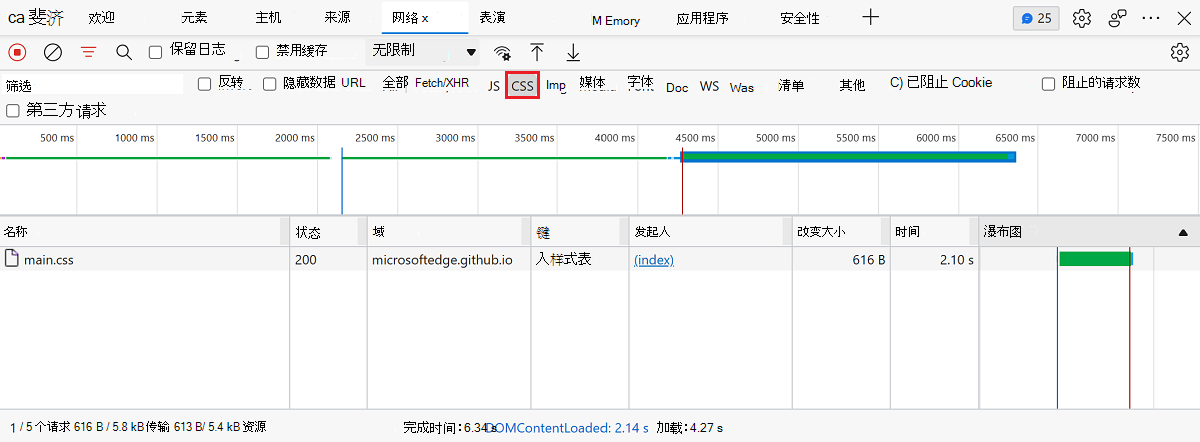 ca 斐济 欢迎 元素 主机 来源 网络 x 表演 M Emory 应用程序 安全性 25
保留日志 禁用缓存 无限制
筛选 反转 隐藏数据 URL 全部 Fetch/XHR JS CSS Imp 媒体 字体 Doc WS Was 清单 其他 C) 已阻止 Cookie 阻止的请求数
第三方请求
500 ms 1000 ms 1500 ms 2000 ms 2500 ms 3000 ms 3500 ms 4000 ms 4500 ms 5000 ms 5500 ms 6000 ms 6500 ms 7000 ms 7500 ms
名称 状态 域 键 发起人 改变大小 时间 瀑布图
main.css 200 microsoftedge.github.io 入样式表 (index) 616 B 2.10 s
1 / 5 个请求 616 B / 5.8 kB 传输 613 B/ 5.4 kB 资源 完成时间：6.34 s DOMContentLoaded: 2.14 s 加载：4.27 s